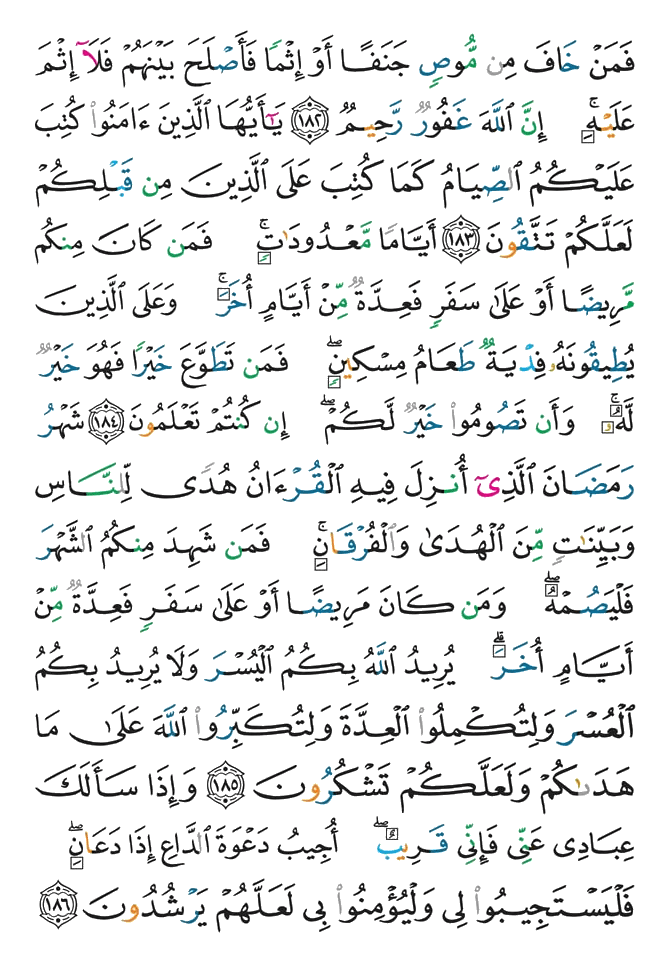 فَمَنْ خَافَ مِن مُّوصٍ جَنَفًا أَوْ إِثْمًا فَأَصْلَحَ بَيْنَهُمْ فَلَآ إِثْمَ
عَلَيْهِۚ إِنَّ ٱللَّهَ غَفُورٌ رَّحِيمٌ ١٨٢ يَـٰٓأَيُّهَا ٱلَّذِينَ ءَامَنُوا۟ كُتِبَ
عَلَيْكُمُ ٱلصِّيَامُ كَمَا كُتِبَ عَلَى ٱلَّذِينَ مِن قَبْلِكُمْ
لَعَلَّكُمْ تَتَّقُونَ ١٨٣ أَيَّامًا مَّعْدُودَٰتٍۚ فَمَن كَانَ مِنكُم
مَّرِيضًا أَوْ عَلَىٰ سَفَرٍ فَعِدَّةٌ مِّنْ أَيَّامٍ أُخَرَۚ وَعَلَى ٱلَّذِينَ
يُطِيقُونَهُۥ فِدْيَةٌ طَعَامُ مِسْكِينٍۖ فَمَن تَطَوَّعَ خَيْرًا فَهُوَ خَيْرٌ
لَّهُۥۚ وَأَن تَصُومُوا۟ خَيْرٌ لَّكُمْۖ إِن كُنتُمْ تَعْلَمُونَ ١٨٤ شَهْرُ
رَمَضَانَ ٱلَّذِىٓ أُنزِلَ فِيهِ ٱلْقُرْءَانُ هُدًى لِّلنَّاسِ
وَبَيِّنَـٰتٍ مِّنَ ٱلْهُدَىٰ وَٱلْفُرْقَانِۚ فَمَن شَهِدَ مِنكُمُ ٱلشَّهْرَ
فَلْيَصُمْهُۖ وَمَن كَانَ مَرِيضًا أَوْ عَلَىٰ سَفَرٍ فَعِدَّةٌ مِّنْ
أَيَّامٍ أُخَرَۗ يُرِيدُ ٱللَّهُ بِكُمُ ٱلْيُسْرَ وَلَا يُرِيدُ بِكُمُ
ٱلْعُسْرَ وَلِتُكْمِلُوا۟ ٱلْعِدَّةَ وَلِتُكَبِّرُوا۟ ٱللَّهَ عَلَىٰ مَا
هَدَىٰكُمْ وَلَعَلَّكُمْ تَشْكُرُونَ ١٨٥ وَإِذَا سَأَلَكَ
عِبَادِى عَنِّى فَإِنِّى قَرِيبٌۖ أُجِيبُ دَعْوَةَ ٱلدَّاعِ إِذَا دَعَانِۖ
فَلْيَسْتَجِيبُوا۟ لِى وَلْيُؤْمِنُوا۟ بِى لَعَلَّهُمْ يَرْشُدُونَ ١٨٦